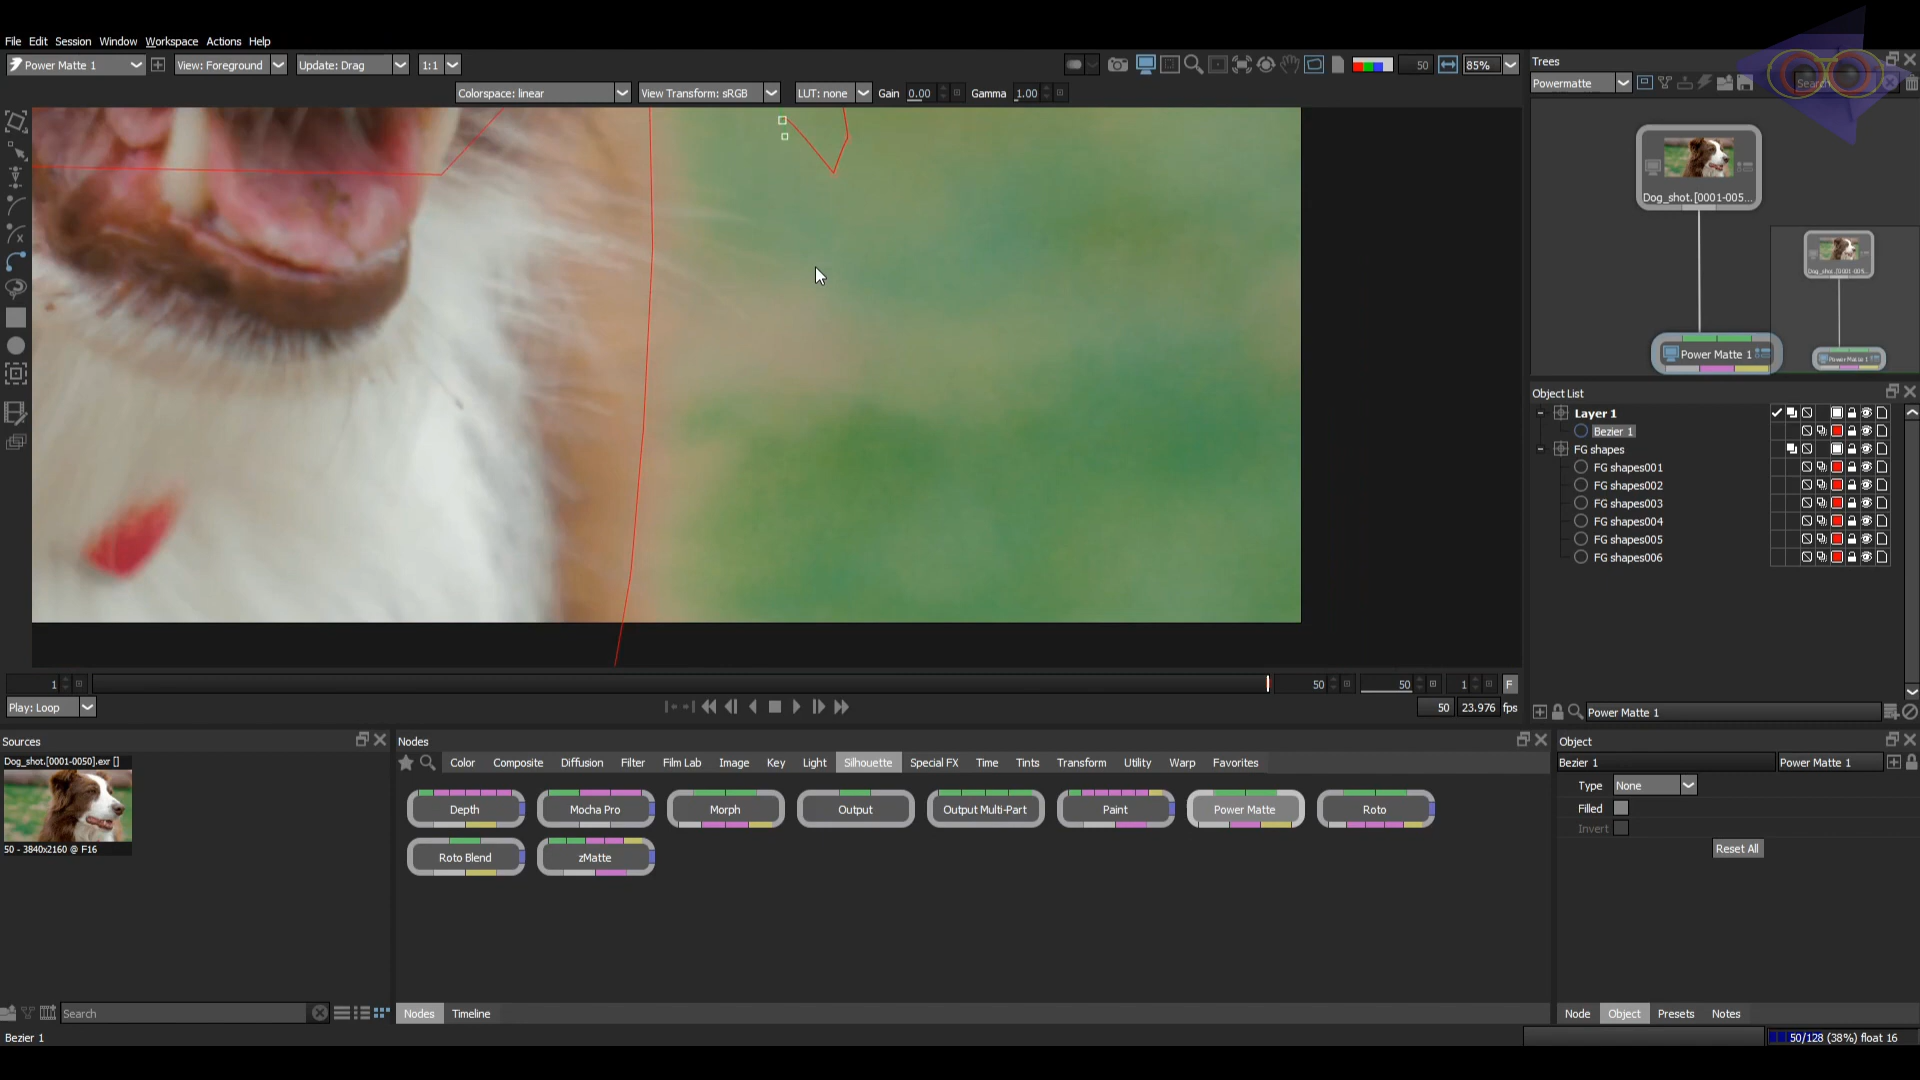 File Edit Session Window Workspace Actions Help
Power Matte 1 View: Foreground Update: Drag 1:1 50 85%
Colorspace: linear View Transform: sRGB LUT: none Gain 0.00 Gamma 1.00
Trees
Powermatte Search
Dog_shot.[0001-005...
Power Matte 1
Power Matte 1
Object List
Layer 1
Bezier 1
FG shapes
FG shapes001
FG shapes002
FG shapes003
FG shapes004
FG shapes005
FG shapes006
1 50 50 1 F
Play: Loop 50 23.976 fps
Power Matte 1
Sources
Dog_shot.[0001-0050].exr []
50 - 3840x2160 @ F16
Search
Nodes
Color Composite Diffusion Filter Film Lab Image Key Light Silhouette Special FX Time Tints Transform Utility Warp Favorites
Depth Mocha Pro Morph Output Output Multi-Part Paint Power Matte Roto
Roto Blend zMatte
Nodes Timeline
Object
Bezier 1 Power Matte 1
Type None
Filled
Invert
Reset All
Node Object Presets Notes
Bezier 1
50/128 (38%) float 16